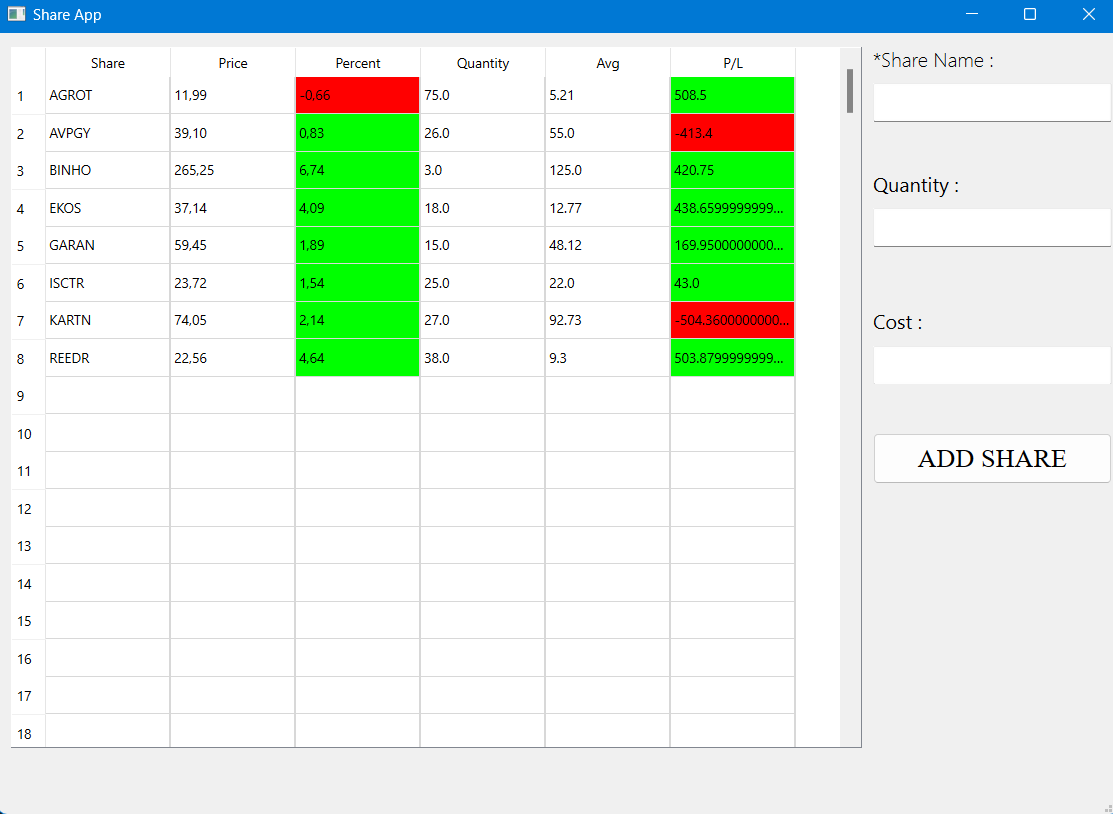 Share App
Share Price Percent Quantity Avg P/L
1 AGROT 11,99 -0,66 75.0 5.21 508.5
2 AVPGY 39,10 0,83 26.0 55.0 -413.4
3 BINHO 265,25 6,74 3.0 125.0 420.75
4 EKOS 37,14 4,09 18.0 12.77 438.6599999999...
5 GARAN 59,45 1,89 15.0 48.12 169.9500000000...
6 ISCTR 23,72 1,54 25.0 22.0 43.0
7 KARTN 74,05 2,14 27.0 92.73 -504.3600000000...
8 REEDR 22,56 4,64 38.0 9.3 503.8799999999...
9
10
11
12
13
14
15
16
17
18
*Share Name :
Quantity :
Cost :
ADD SHARE